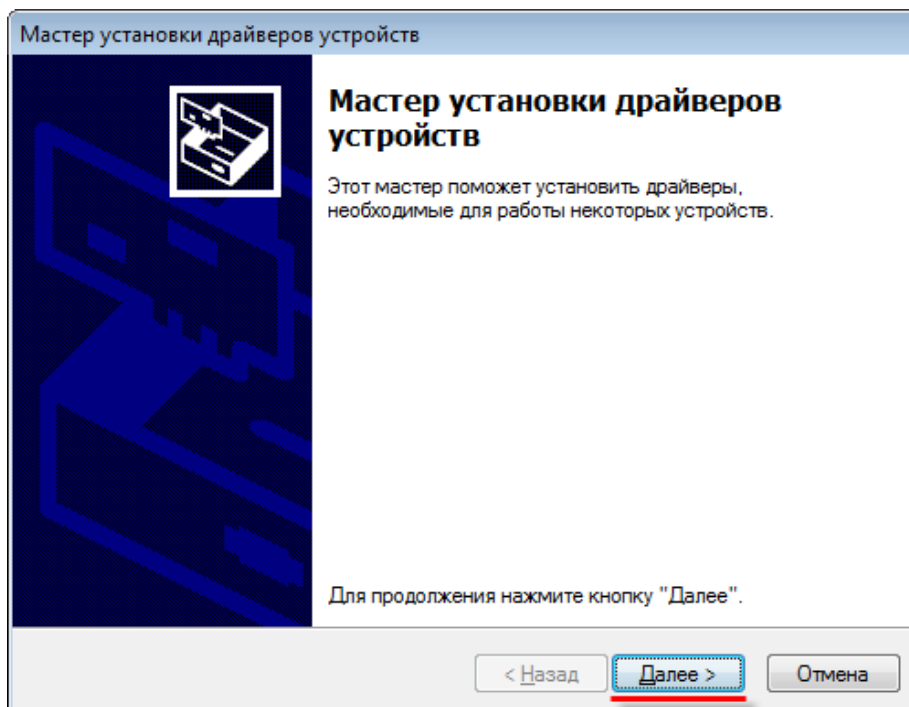 Мастер установки драйверов устройств
Мастер установки драйверов
устройств
Этот мастер поможет установить драйверы,
необходимые для работы некоторых устройств.
Для продолжения нажмите кнопку "Далее".
< Назад
Далее >
Отмена